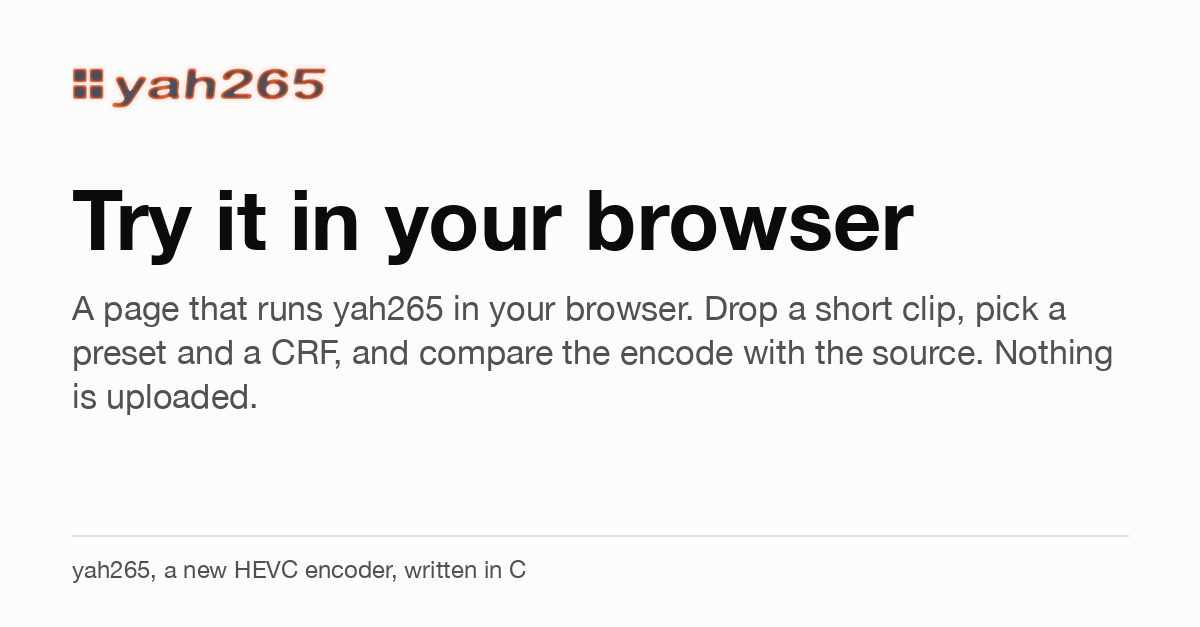 yah265
Try it in your browser
A page that runs yah265 in your browser. Drop a short clip, pick a
preset and a CRF, and compare the encode with the source. Nothing
is uploaded.
yah265, a new HEVC encoder, written in C